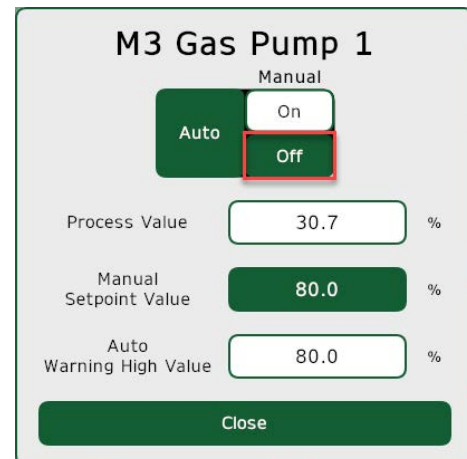 M3 Gas Pump 1
Manual
Auto
On
Off
Process Value 30.7 %
Manual
Setpoint Value 80.0 %
Auto
Warning High Value 80.0 %
Close